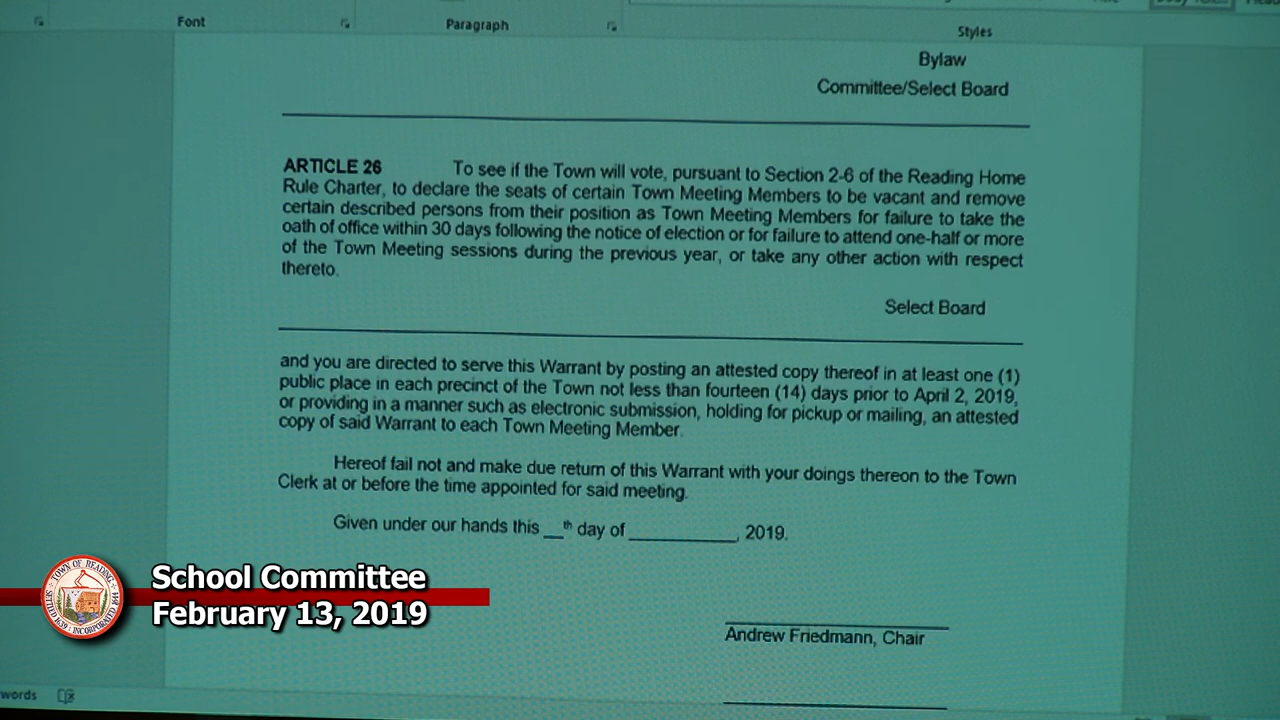 Font
Paragraph
Styles
Bylaw
Committee/Select Board
ARTICLE 26 To see if the Town will vote, pursuant to Section 2-6 of the Reading Home
Rule Charter, to declare the seats of certain Town Meeting Members to be vacant and remove
certain described persons from their position as Town Meeting Members for failure to take the
oath of office within 30 days following the notice of election or for failure to attend one-half or more
of the Town Meeting sessions during the previous year, or take any other action with respect
thereto.
Select Board
and you are directed to serve this Warrant by posting an attested copy thereof in at least one (1)
public place in each precinct of the Town not less than fourteen (14) days prior to April 2, 2019,
or providing in a manner such as electronic submission, holding for pickup or mailing, an attested
copy of said Warrant to each Town Meeting Member.
Hereof fail not and make due return of this Warrant with your doings thereon to the Town
Clerk at or before the time appointed for said meeting.
Given under our hands this __th day of __________, 2019.
Andrew Friedmann, Chair
words
TOWN OF READING
SETTLED 1639 : INCORPORATED 1644
School Committee
February 13, 2019